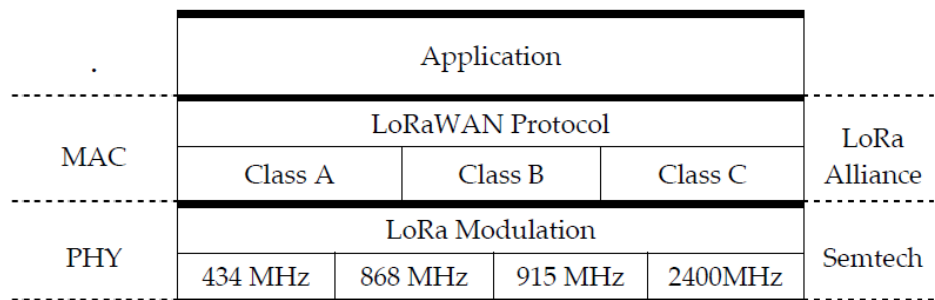 .
Application
MAC
LoRaWAN Protocol
Class A
Class B
Class C
LoRa
Alliance
PHY
LoRa Modulation
434 MHz
868 MHz
915 MHz
2400MHz
Semtech